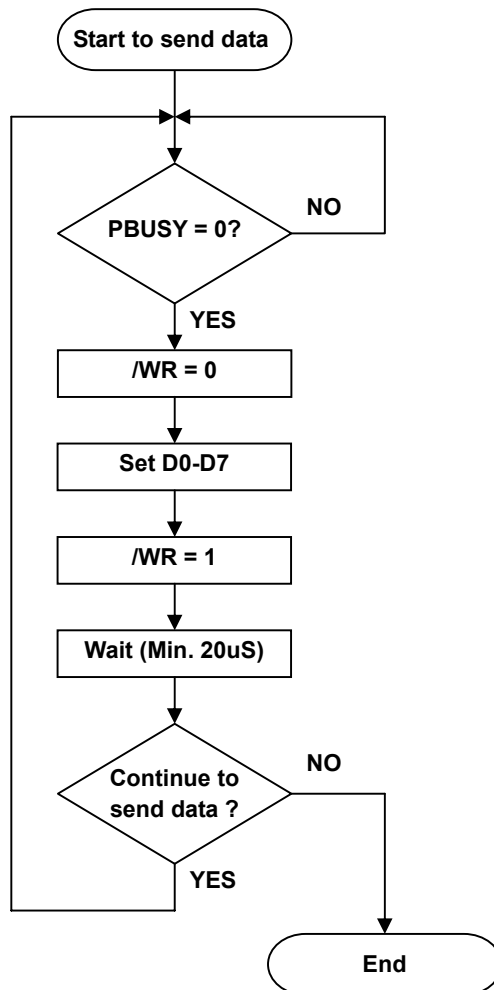 Start to send data
PBUSY = 0?
NO
YES
/WR = 0
Set D0-D7
/WR = 1
Wait (Min. 20uS)
Continue to
send data ?
NO
YES
End